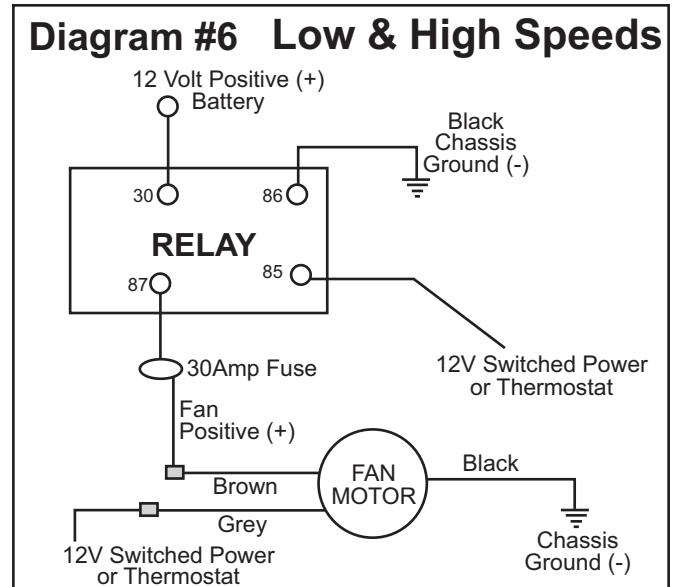 Diagram #6 Low & High Speeds
12 Volt Positive (+)
Battery
Black
Chassis
Ground (-)
30
86
RELAY
87
85
12V Switched Power
or Thermostat
30Amp Fuse
Fan
Positive (+)
Brown
FAN
MOTOR
Black
Grey
Chassis
Ground (-)
12V Switched Power
or Thermostat